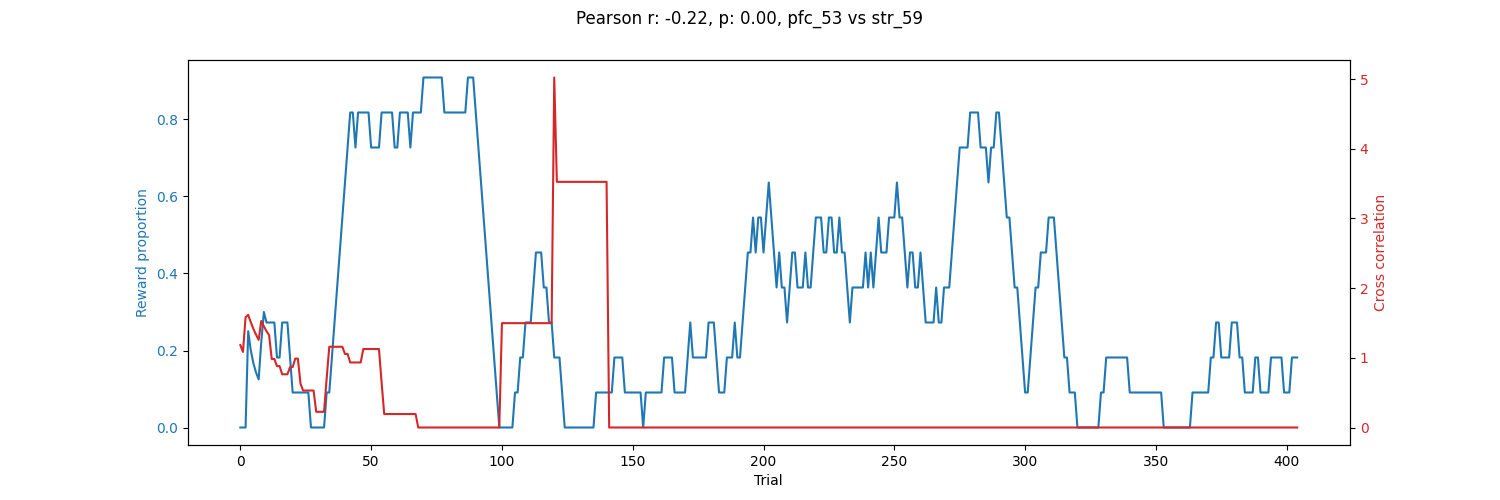 Pearson r: -0.22, p: 0.00, pfc_53 vs str_59
Reward proportion
0.8
0.6
0.4
0.2
0.0
5
4
3
2
1
0
Cross correlation
0 50 100 150 200 250 300 350 400
Trial